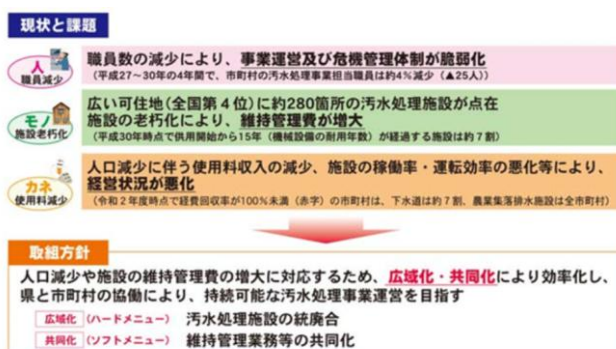 現状と課題
人
職員減少
職員数の減少により、事業運営及び危機管理体制が脆弱化
（平成27～30年の4年間で、市町村の汚水処理事業担当職員は約4％減少（▲25人））
モノ
施設老朽化
広い可住地（全国第４位）に約280箇所の汚水処理施設が点在
施設の老朽化により、維持管理費が増大
（平成30年時点で供用開始から15年（機械設備の耐用年数）が経過する施設は約７割）
カネ
使用料減少
人口減少に伴う使用料収入の減少、施設の稼働率・運転効率の悪化等により、
経営状況が悪化
（令和２年度時点で経費回収率が100％未満（赤字）の市町村は、下水道は約７割、農業集落排水施設は全市町村）
取組方針
人口減少や施設の維持管理費の増大に対応するため、広域化・共同化により効率化し、
県と市町村の協働により、持続可能な汚水処理事業運営を目指す
広域化（ハードメニュー） 汚水処理施設の統廃合
共同化（ソフトメニュー） 維持管理業務等の共同化